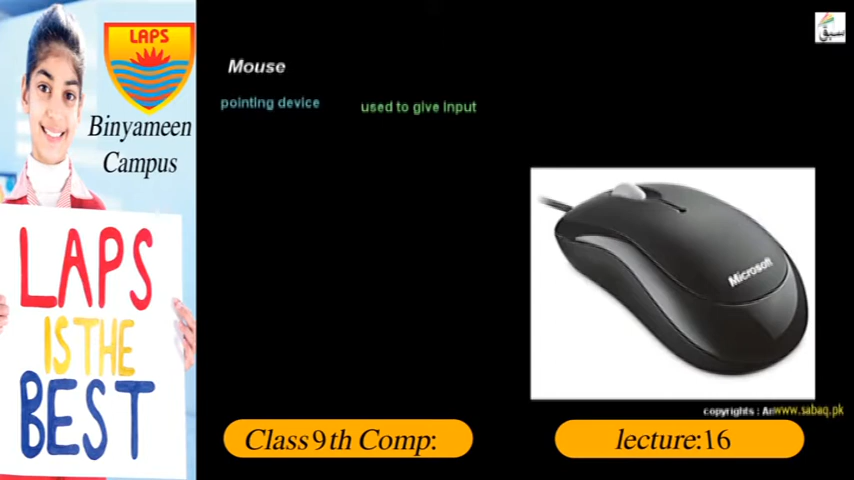 LAPS
Binyameen
Campus
LAPS
IS THE
BEST
Mouse
pointing device
used to give input
سبق
Microsoft
copyrights :
www.sabaq.pk
Class 9th Comp:
lecture:16